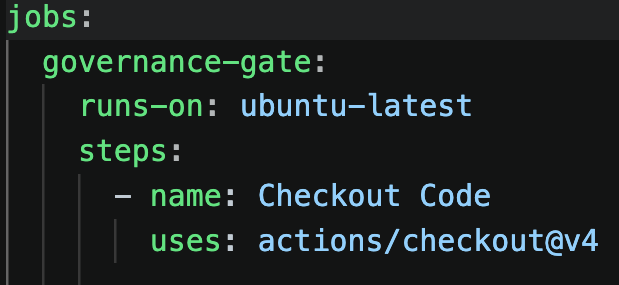 jobs:
governance-gate:
runs-on: ubuntu-latest
steps:
- name: Checkout Code
uses: actions/checkout@v4